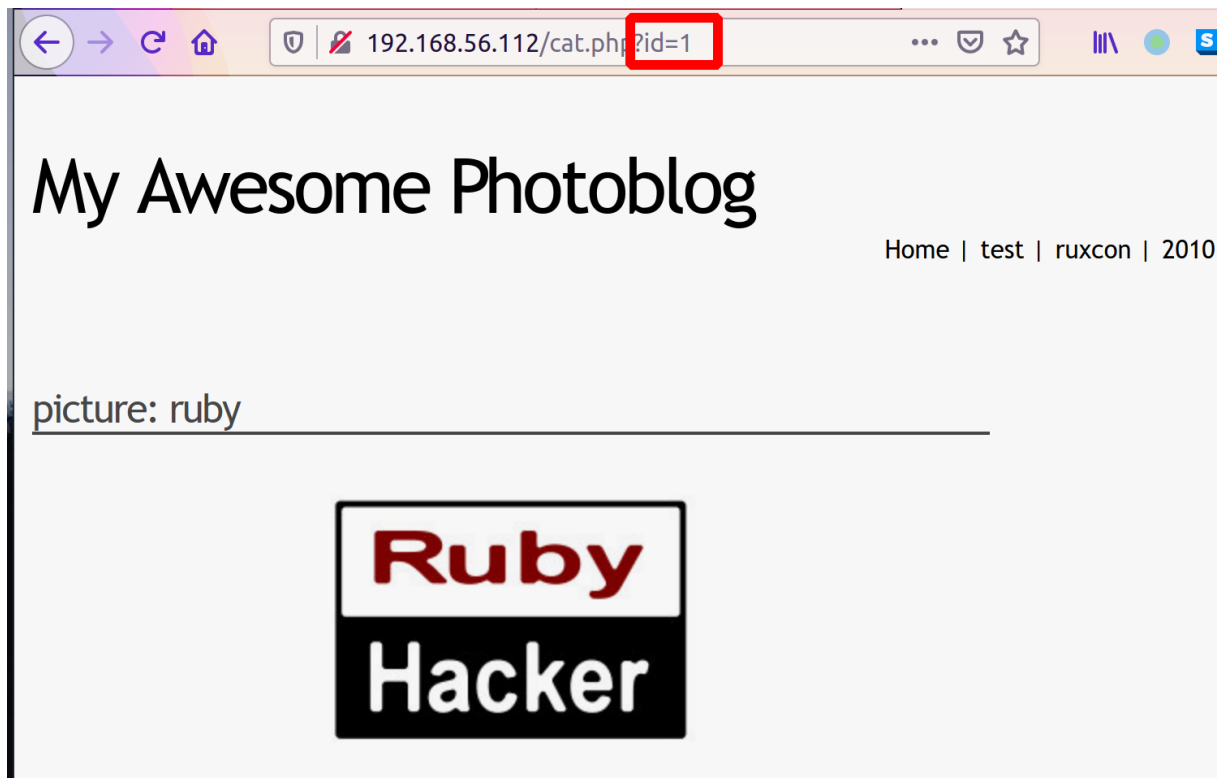 192.168.56.112/cat.php?id=1
My Awesome Photoblog
Home | test | ruxcon | 2010
picture: ruby
Ruby
Hacker